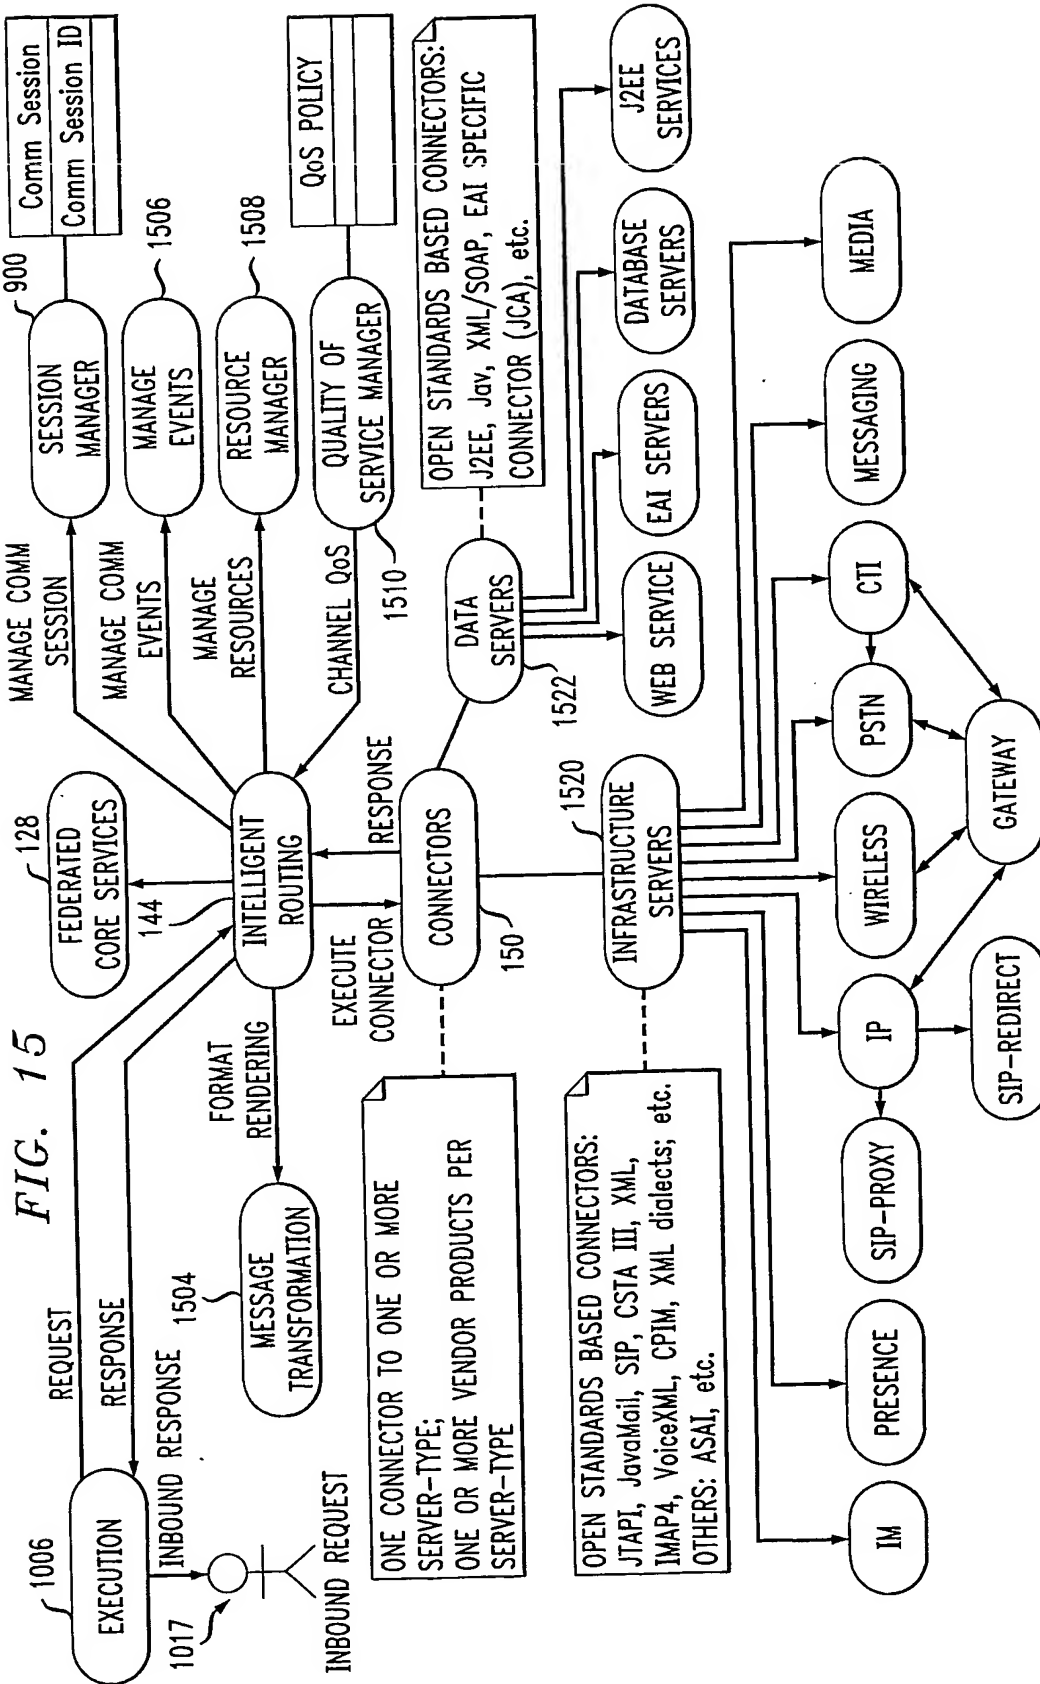 FIG. 15
1006
EXECUTION
REQUEST
RESPONSE
INBOUND RESPONSE
1017
INBOUND REQUEST
128
FEDERATED
CORE SERVICES
144
INTELLIGENT
ROUTING
MANAGE COMM
SESSION
MANAGE COMM
EVENTS
MANAGE
RESOURCES
CHANNEL QoS
900
SESSION
MANAGER
Comm Session
Comm Session ID
MANAGE
EVENTS
1506
RESOURCE
MANAGER
1508
QUALITY OF
SERVICE MANAGER
1510
QoS POLICY
1504
MESSAGE
TRANSFORMATION
FORMAT
RENDERING
EXECUTE
CONNECTOR
RESPONSE
CONNECTORS
150
ONE CONNECTOR TO ONE OR MORE
SERVER-TYPE;
ONE OR MORE VENDOR PRODUCTS PER
SERVER-TYPE
DATA
SERVERS
1522
OPEN STANDARDS BASED CONNECTORS:
J2EE, Jav, XML/SOAP, EAI SPECIFIC
CONNECTOR (JCA), etc.
WEB SERVICE
EAI SERVERS
DATABASE
SERVERS
J2EE
SERVICES
1520
INFRASTRUCTURE
SERVERS
OPEN STANDARDS BASED CONNECTORS:
JTAPI, JavaMail, SIP, CSTA III, XML,
IMAP4, VoiceXML, CPIM, XML dialects; etc.
OTHERS: ASAI, etc.
IM
PRESENCE
SIP-PROXY
IP
WIRELESS
PSTN
CTI
MESSAGING
MEDIA
SIP-REDIRECT
GATEWAY